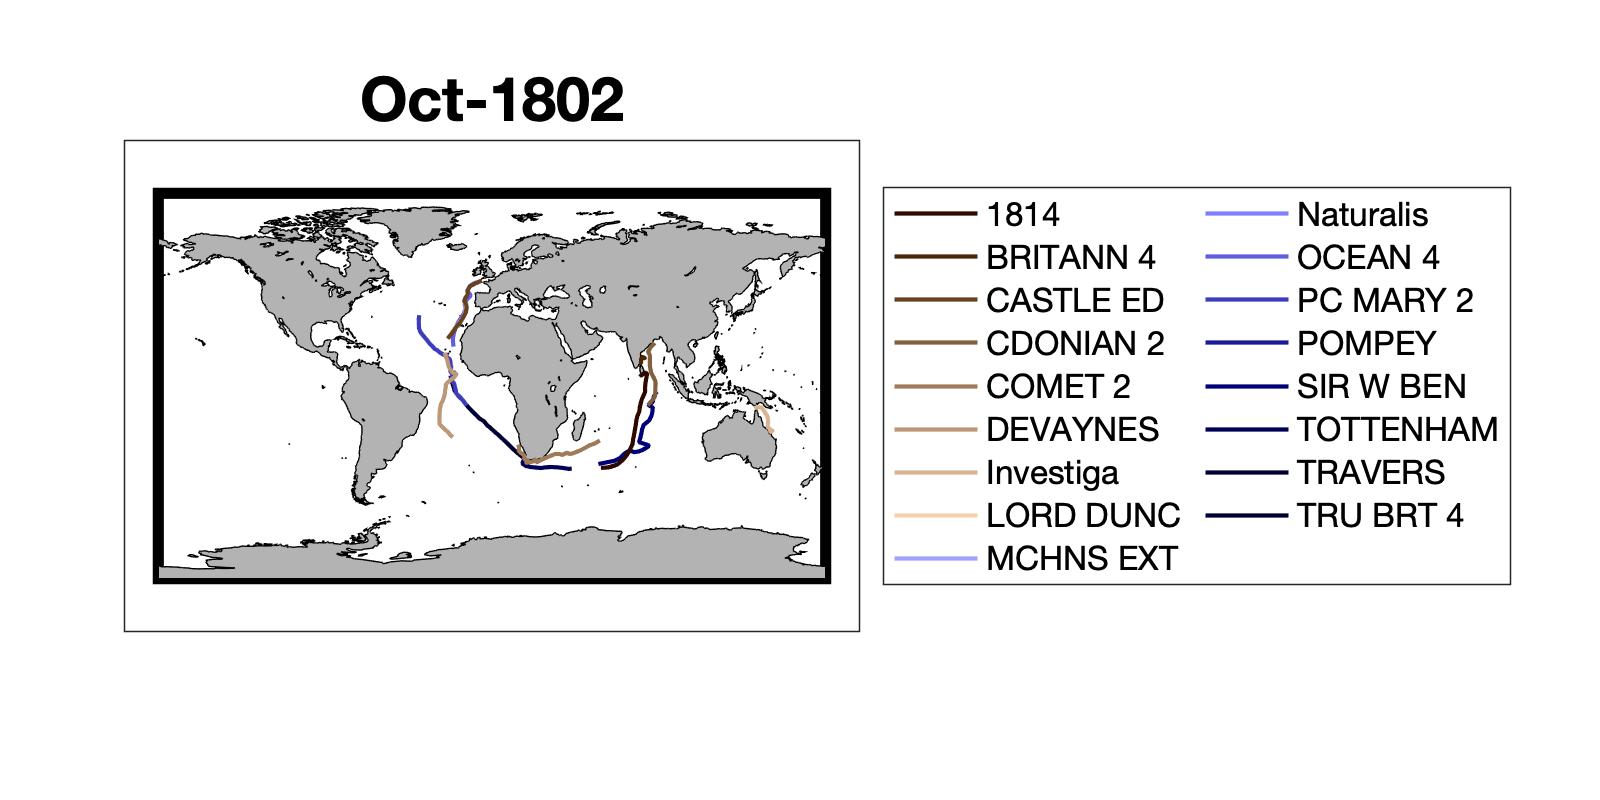 Oct-1802
1814
BRITANN 4
CASTLE ED
CDONIAN 2
COMET 2
DEVAYNES
Investiga
LORD DUNC
MCHNS EXT
Naturalis
OCEAN 4
PC MARY 2
POMPEY
SIR W BEN
TOTTENHAM
TRAVERS
TRU BRT 4